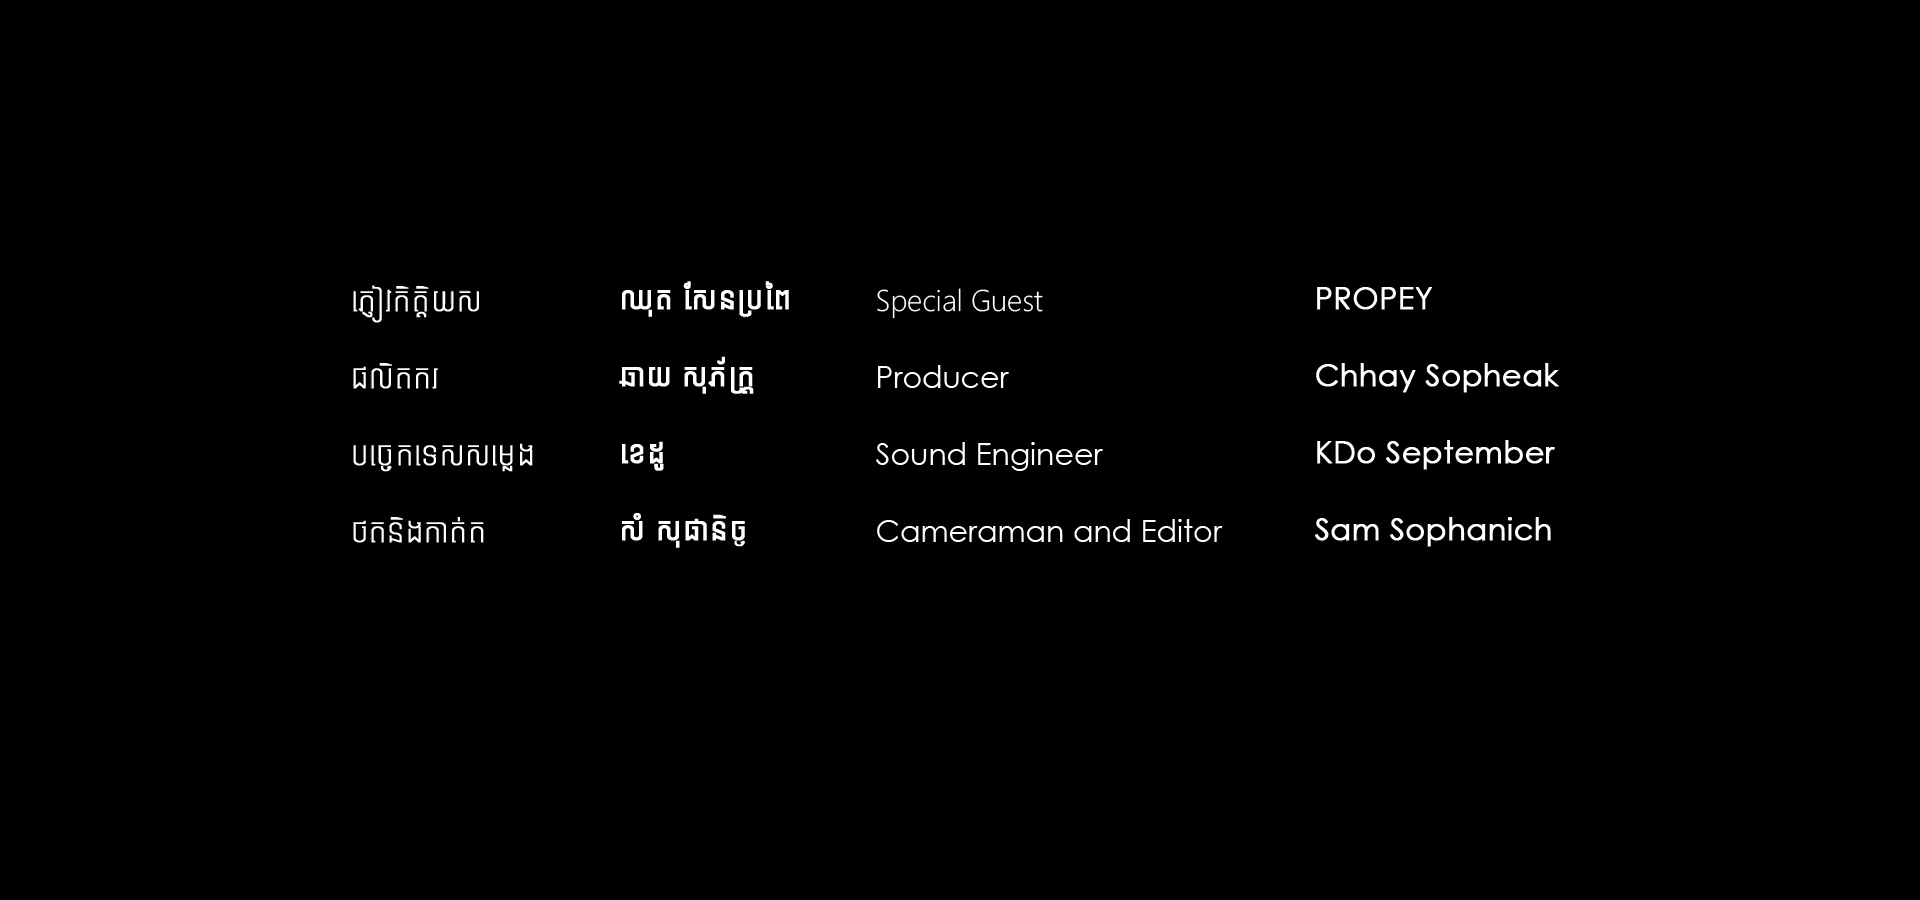 ភ្ញៀវកិត្តិយស ឈុត សែនប្រពៃ Special Guest PROPEY
ផលិតករ ឆាយ សុភ័ក្ត្រ Producer Chhay Sopheak
បច្ចេកទេសសម្លេង ខេដូ Sound Engineer KDo September
ថតនិងកាត់ត សំ សុផានិច្ច Cameraman and Editor Sam Sophanich